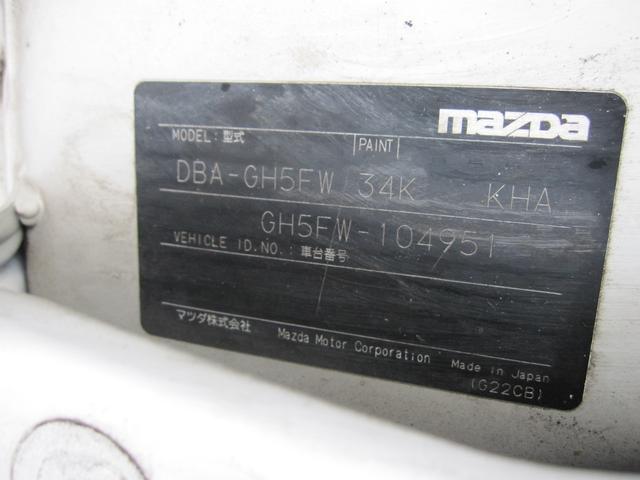 mazda
MODEL: 型式 PAINT
DBA-GH5FW 34K KHA
GH5FW-104951
VEHICLE ID.NO.: 車台番号
マツダ株式会社 Mazda Motor Corporation Made in Japan
(G22CB)